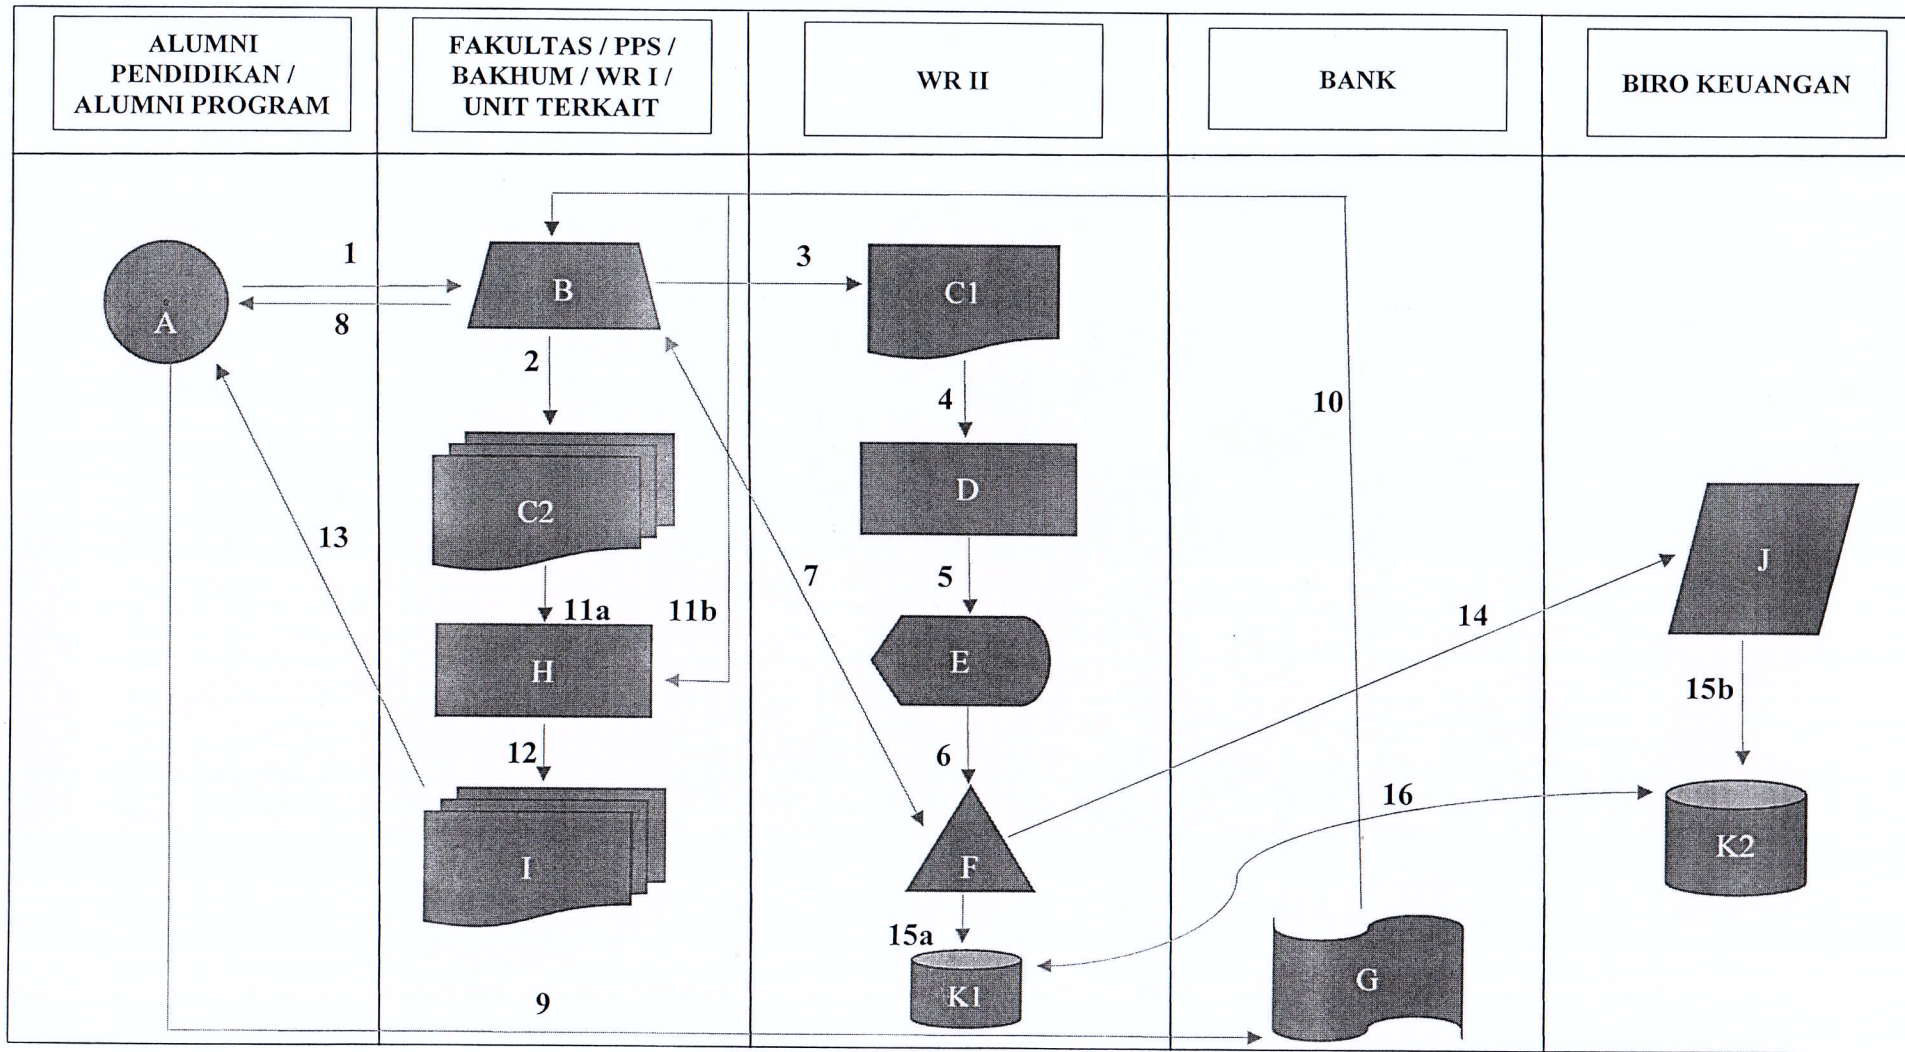 ALUMNI
PENDIDIKAN /
ALUMNI PROGRAM
FAKULTAS / PPS /
BAKHUM / WR I /
UNIT TERKAIT
WR II
BANK
BIRO KEUANGAN
1
3
A
B
C1
8
2
4
10
C2
D
13
7
5
J
11a
11b
14
H
E
15b
12
6
16
I
F
K2
15a
G
9
K1